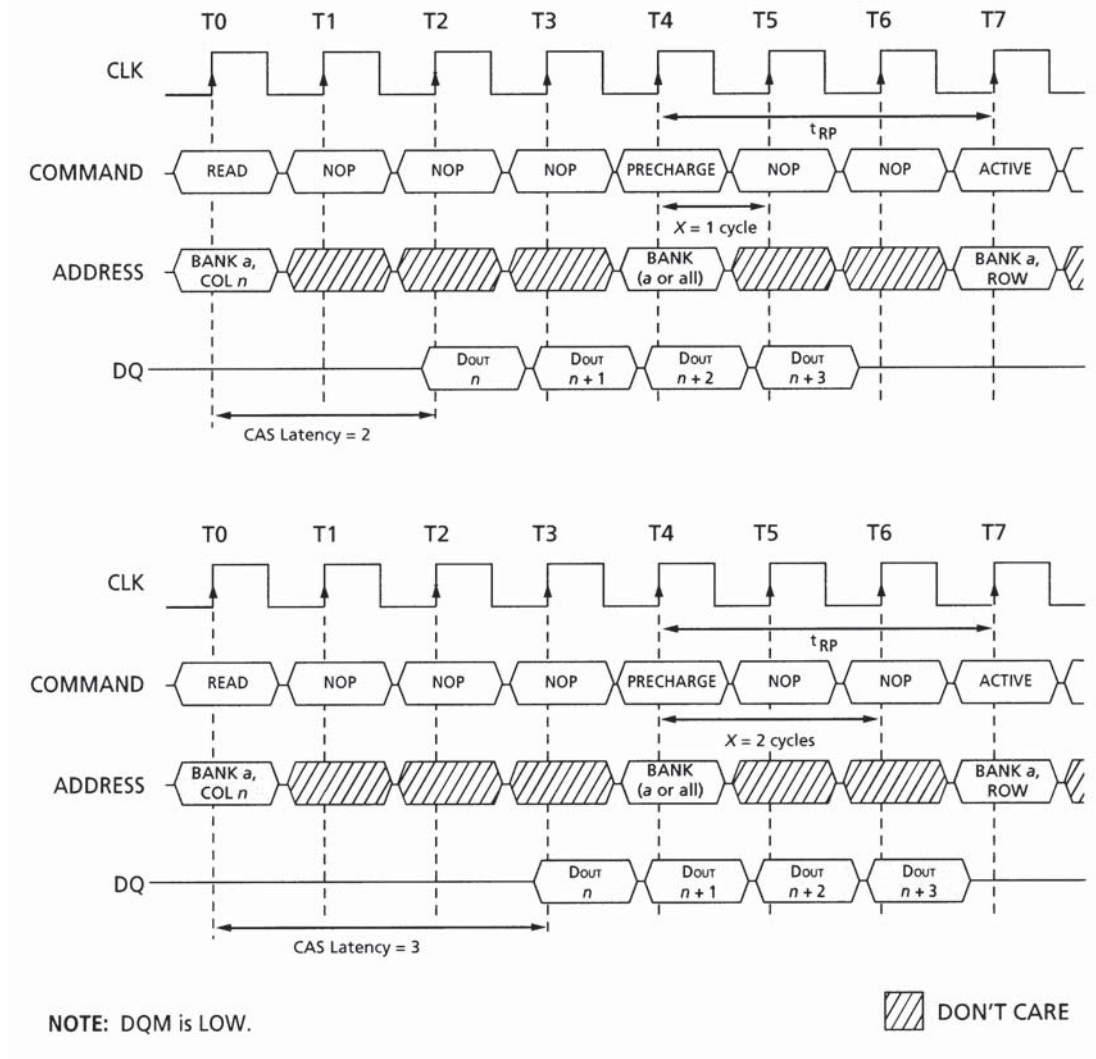 T0 T1 T2 T3 T4 T5 T6 T7
CLK
tRP
COMMAND READ NOP NOP NOP PRECHARGE NOP NOP ACTIVE
X = 1 cycle
ADDRESS BANK a, COL n BANK (a or all) BANK a, ROW
DQ DOUT n DOUT n + 1 DOUT n + 2 DOUT n + 3
CAS Latency = 2
T0 T1 T2 T3 T4 T5 T6 T7
CLK
tRP
COMMAND READ NOP NOP NOP PRECHARGE NOP NOP ACTIVE
X = 2 cycles
ADDRESS BANK a, COL n BANK (a or all) BANK a, ROW
DQ DOUT n DOUT n + 1 DOUT n + 2 DOUT n + 3
CAS Latency = 3
NOTE: DQM is LOW.
DON'T CARE